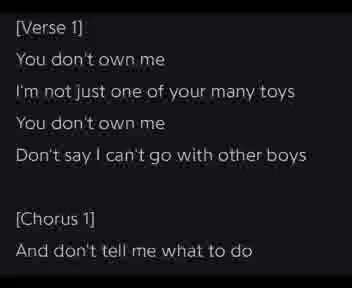 [Verse 1]
You don't own me
I'm not just one of your many toys
You don't own me
Don't say I can't go with other boys
[Chorus 1]
And don't tell me what to do